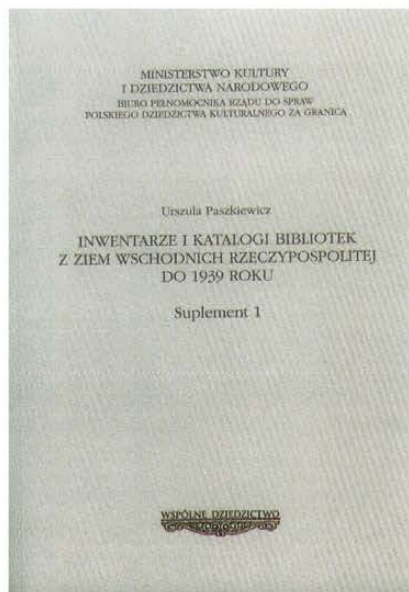 MINISTERSTWO KULTURY
I DZIEDZICTWA NARODOWEGO
BIURO PEŁNOMOCNIKA RZĄDU DO SPRAW
POLSKIEGO DZIEDZICTWA KULTURALNEGO ZA GRANICĄ
Urszula Paszkiewicz
INWENTARZE I KATALOGI BIBLIOTEK
Z ZIEM WSCHODNICH RZECZYPOSPOLITEJ
DO 1939 ROKU
Suplement 1
WSPÓLNE DZIEDZICTWO